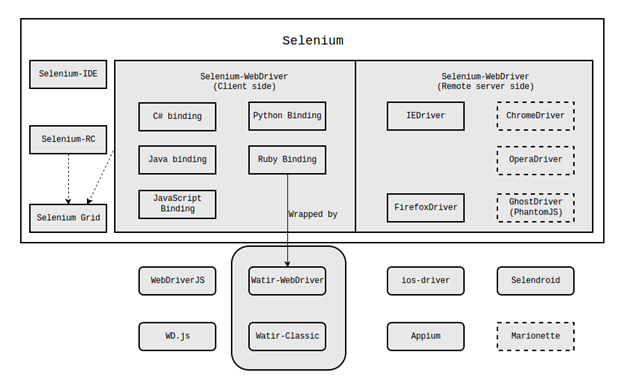 Selenium
Selenium-IDE
Selenium-RC
Selenium Grid
Selenium-WebDriver
(Client side)
C# binding
Python Binding
Java binding
Ruby Binding
JavaScript
Binding
Wrapped by
Selenium-WebDriver
(Remote server side)
IEDriver
ChromeDriver
OperaDriver
FirefoxDriver
GhostDriver
(PhantomJS)
WebDriverJS
Watir-WebDriver
ios-driver
Selendroid
WD.js
Watir-Classic
Appium
Marionette